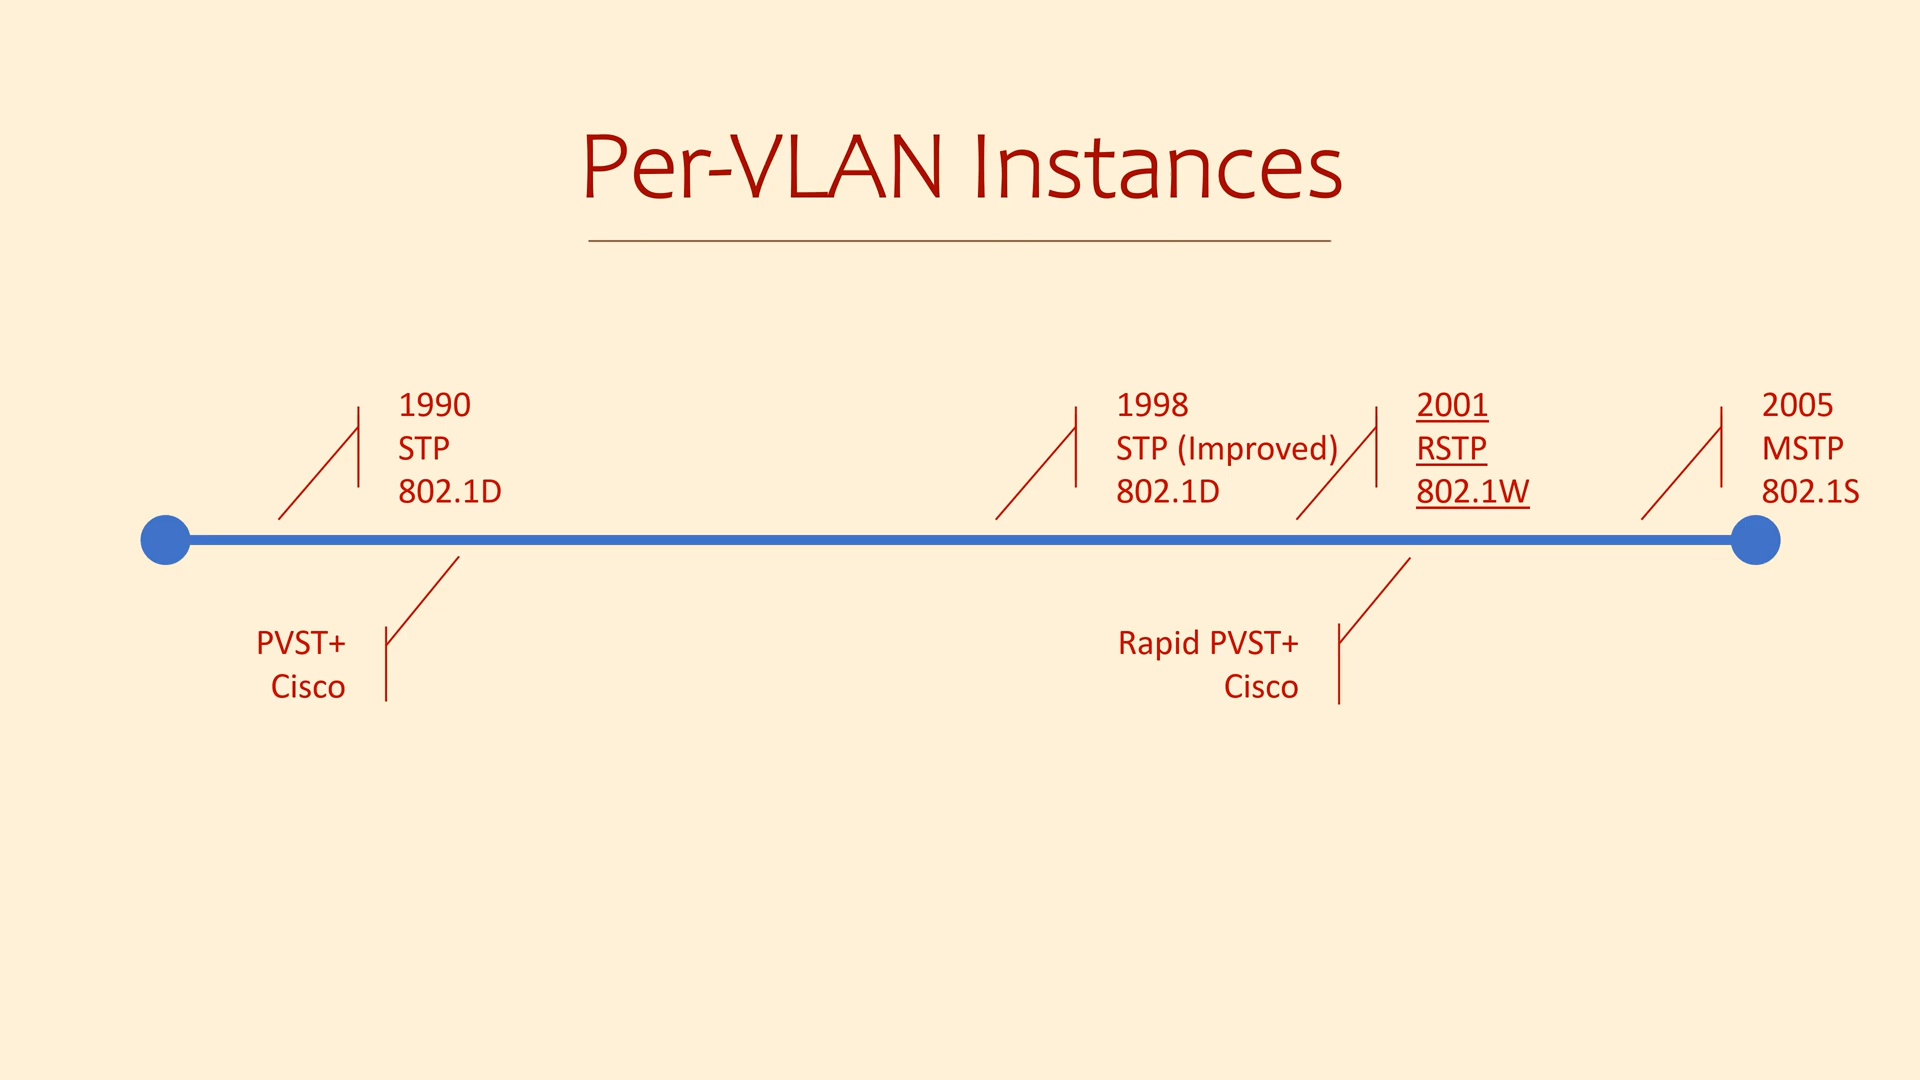 Per-VLAN Instances
1990
STP
802.1D
1998
STP (Improved)
802.1D
2001
RSTP
802.1W
2005
MSTP
802.1S
PVST+
Cisco
Rapid PVST+
Cisco